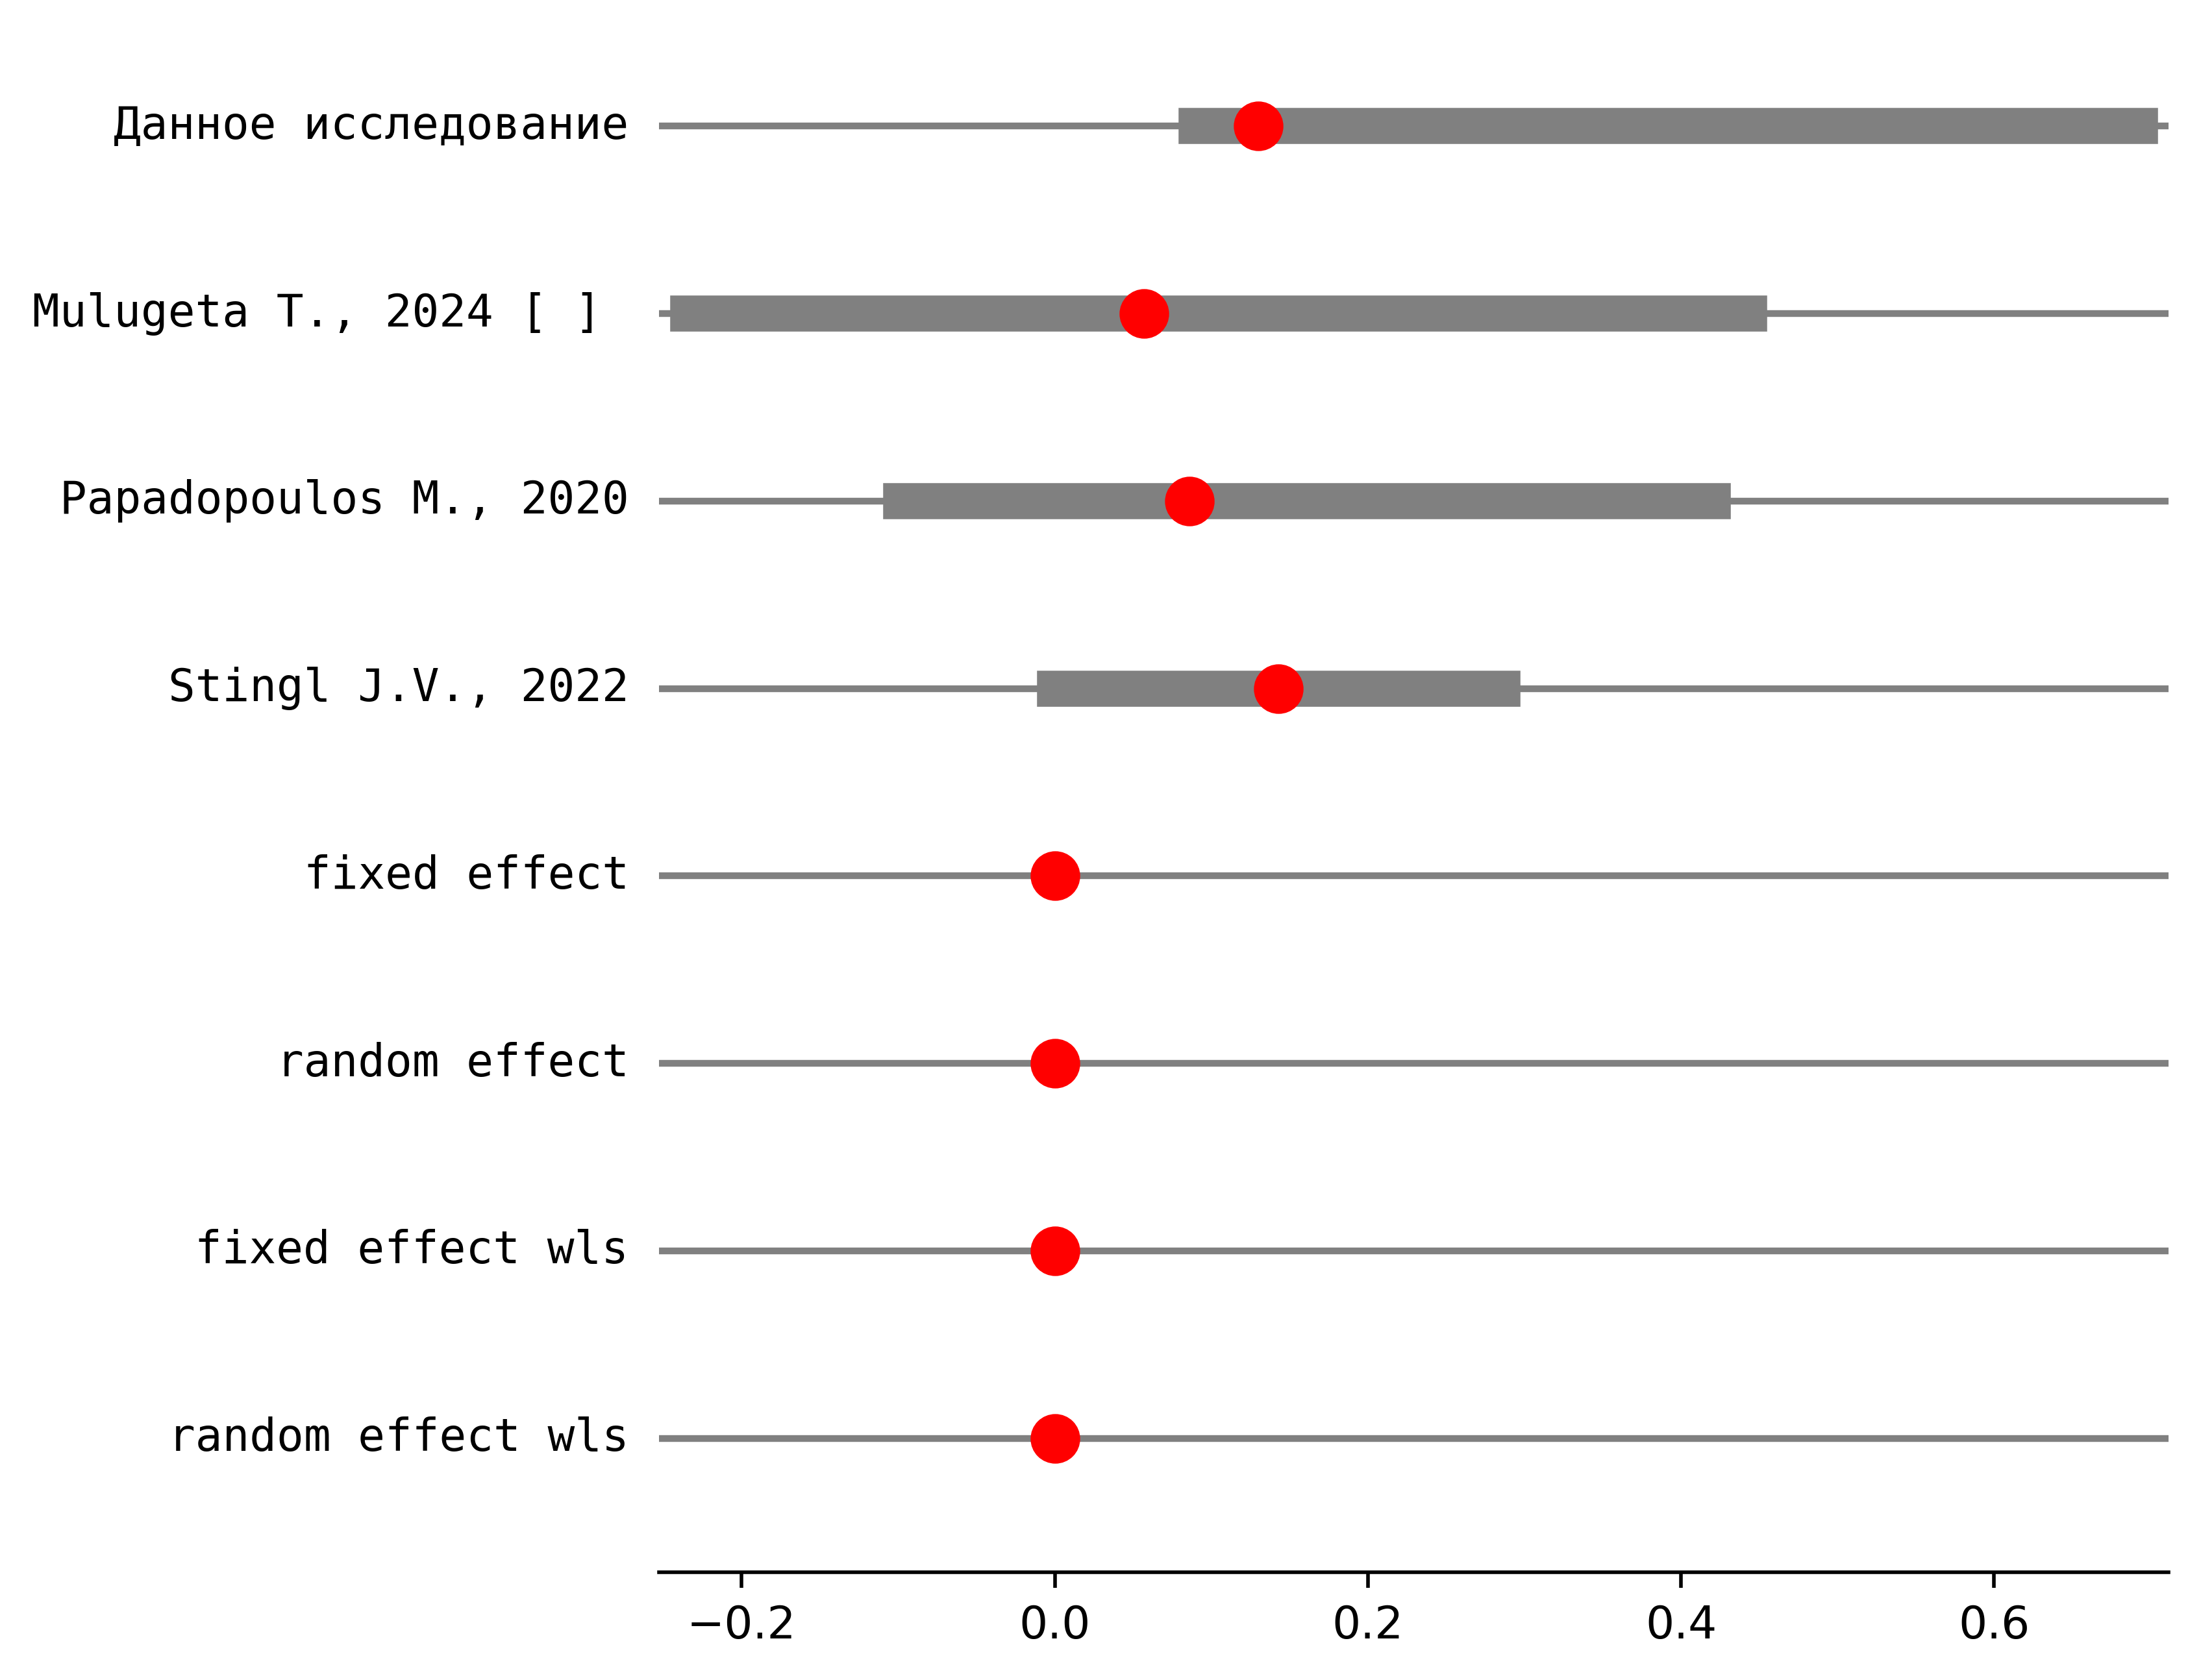 Данное исследование
Mulugeta T., 2024 [ ]
Papadopoulos M., 2020
Stingl J.V., 2022
fixed effect
random effect
fixed effect wls
random effect wls
−0.2 0.0 0.2 0.4 0.6